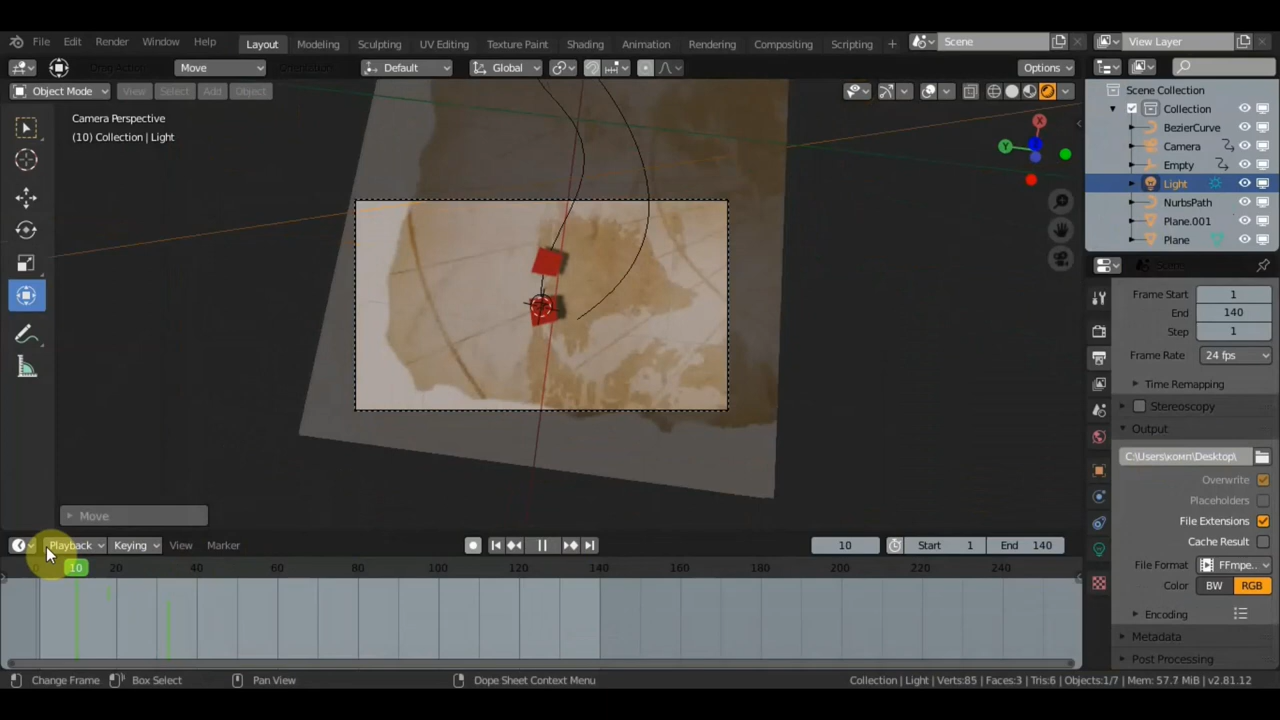 File Edit Render Window Help Layout Modeling Sculpting UV Editing Texture Paint Shading Animation Rendering Compositing Scripting + Scene View Layer
Drag Action Move Orientation: Default Global Options
Object Mode View Select Add Object
Scene Collection
Collection
BezierCurve
Camera
Empty
Light
NurbsPath
Plane.001
Plane
Camera Perspective
(10) Collection | Light
X
Y
Z
Scene
Frame Start 1
End 140
Step 1
Frame Rate 24 fps
Time Remapping
Stereoscopy
Output
C:\Users\комп\Desktop\
Overwrite
Placeholders
File Extensions
Cache Result
File Format FFmpe..
Color BW RGB
Encoding
Metadata
Post Processing
Move
Playback Keying View Marker 10 Start 1 End 140
0 10 20 40 60 80 100 120 140 160 180 200 220 240
Change Frame Box Select Pan View Dope Sheet Context Menu Collection | Light | Verts:85 | Faces:3 | Tris:6 | Objects:1/7 | Mem: 57.7 MiB | v2.81.12